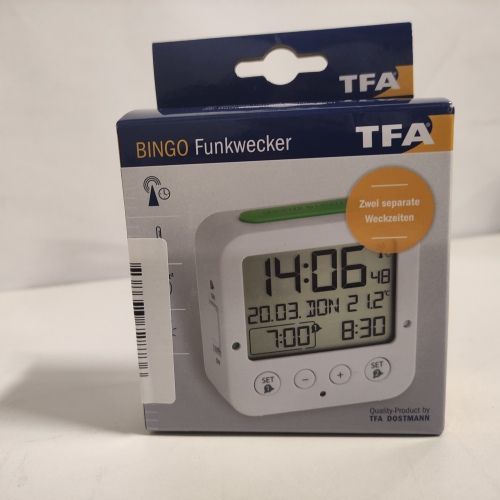 TFA
BINGO Funkwecker
TFA
Zwei separate
Weckzeiten
14:06
48
20.03. DON 21.2°C
7:00 8:30
SET
−
+
SET
Quality-Product by
TFA DOSTMANN